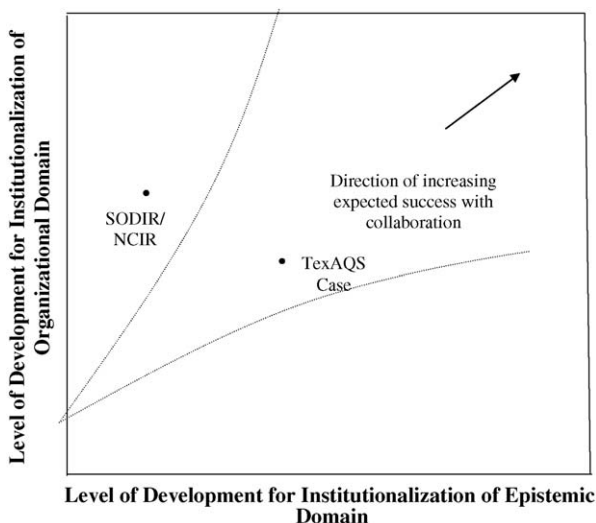 Level of Development for Institutionalization of
Organizational Domain
SODIR/
NCIR
TexAQS
Case
Direction of increasing
expected success with
collaboration
Level of Development for Institutionalization of Epistemic
Domain